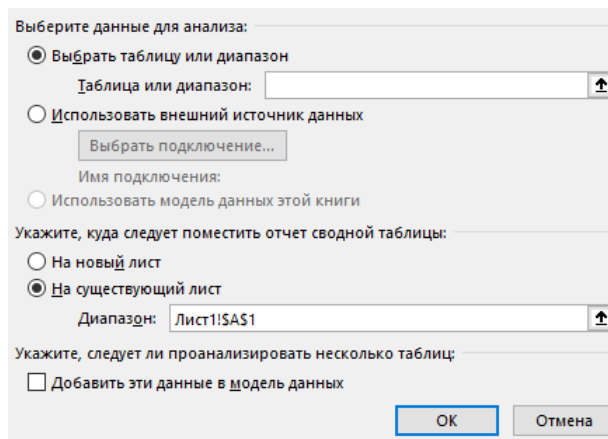 Выберите данные для анализа:
Выбрать таблицу или диапазон
Таблица или диапазон:
Использовать внешний источник данных
Выбрать подключение...
Имя подключения:
Использовать модель данных этой книги
Укажите, куда следует поместить отчет сводной таблицы:
На новый лист
На существующий лист
Диапазон: Лист1!$A$1
Укажите, следует ли проанализировать несколько таблиц:
Добавить эти данные в модель данных
ОК Отмена